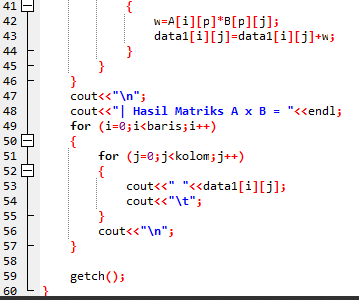 41 {
42 w=A[i][p]*B[p][j];
43 data1[i][j]=data1[i][j]+w;
44 }
45 }
46 }
47 cout<<"\n";
48 cout<<"| Hasil Matriks A x B = "<<endl;
49 for (i=0;i<baris;i++)
50 {
51 for (j=0;j<kolom;j++)
52 {
53 cout<<" "<<data1[i][j];
54 cout<<"\t";
55 }
56 cout<<"\n";
57 }
58
59 getch();
60 }